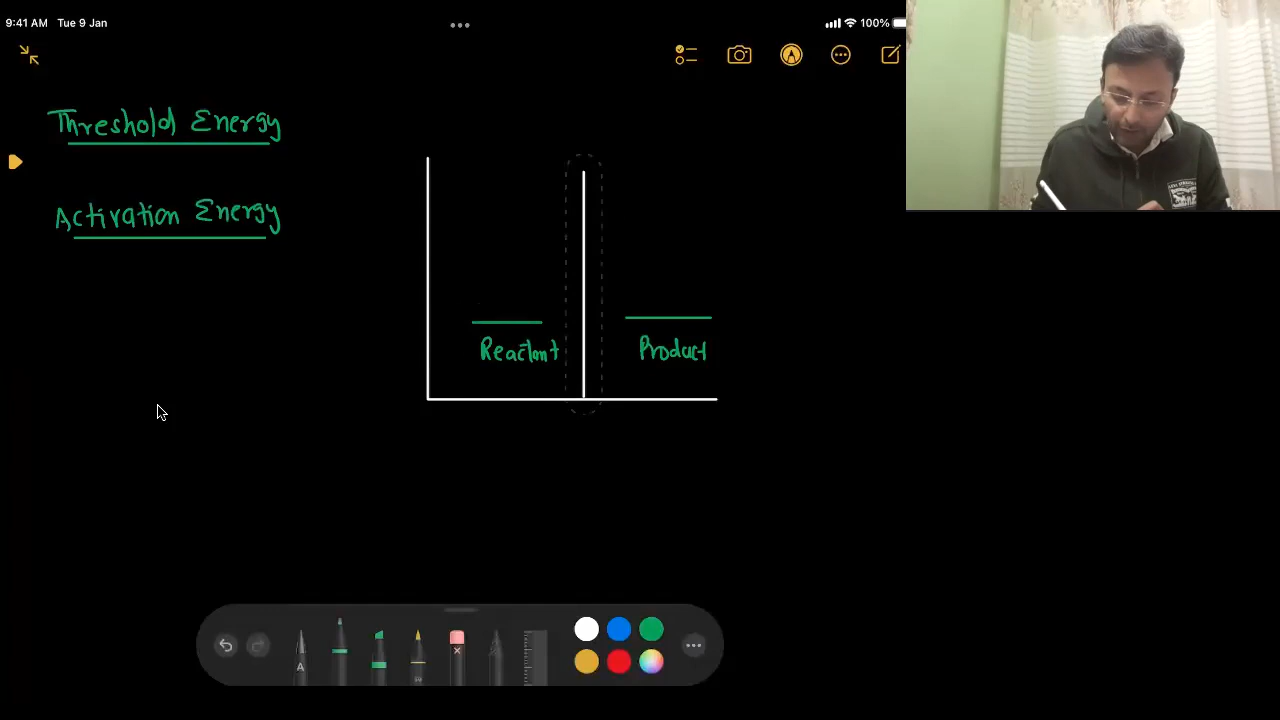 9:41 AM Tue 9 Jan
100%
Threshold Energy
Activation Energy
Reactant
Product
A